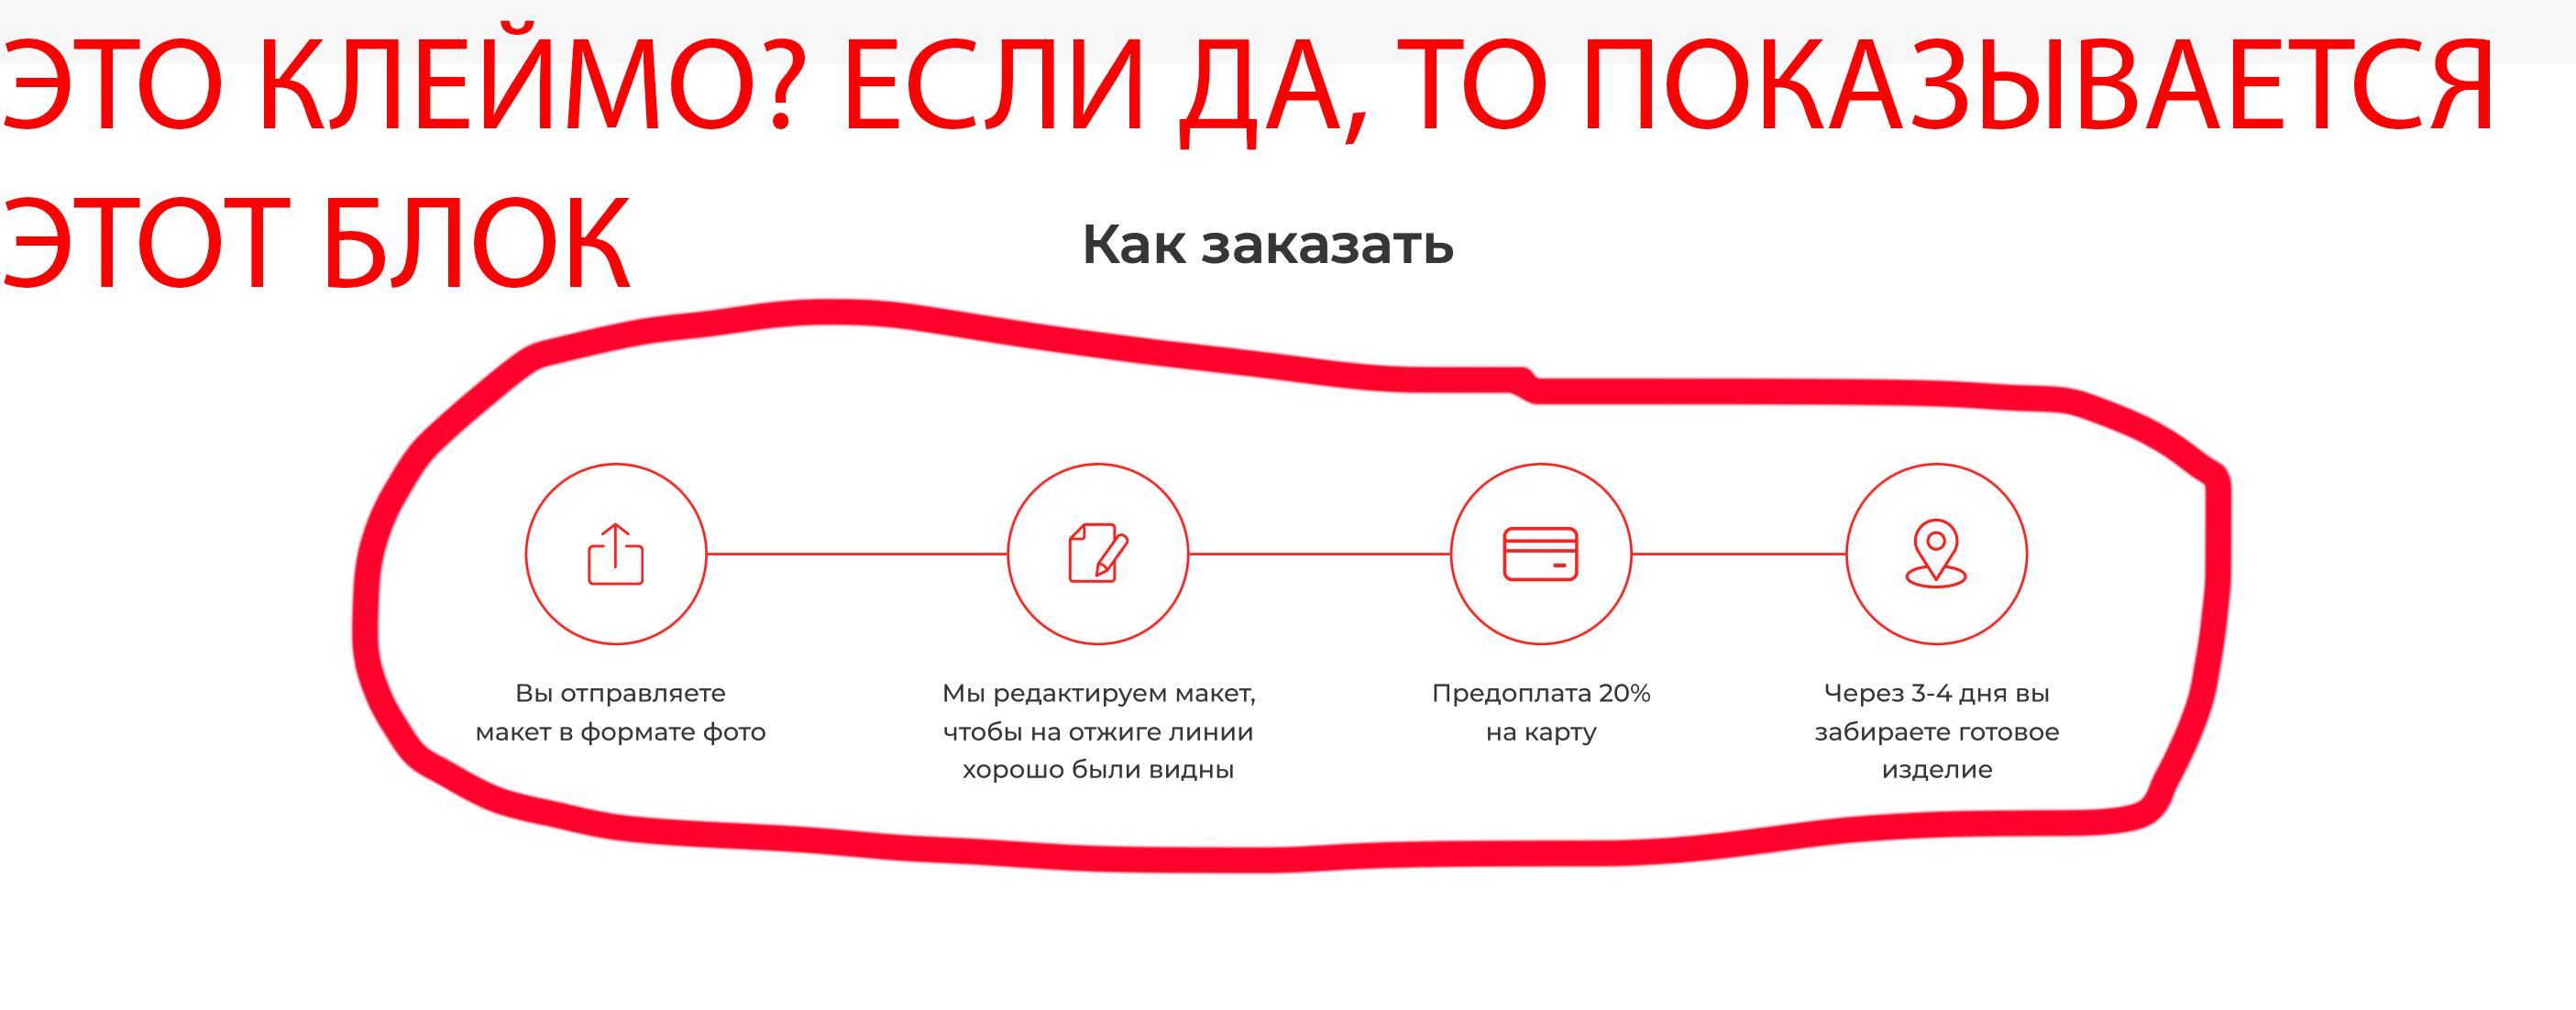 ЭТО КЛЕЙМО? ЕСЛИ ДА, ТО ПОКАЗЫВАЕТСЯ
ЭТОТ БЛОК
Как заказать
Вы отправляете
макет в формате фото
Мы редактируем макет,
чтобы на отжиге линии
хорошо были видны
Предоплата 20%
на карту
Через 3-4 дня вы
забираете готовое
изделие